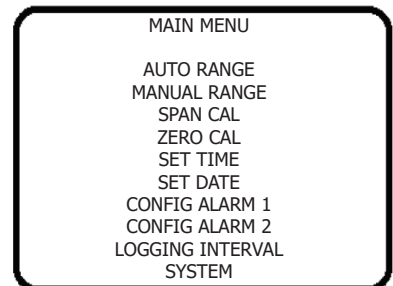 MAIN MENU
AUTO RANGE
MANUAL RANGE
SPAN CAL
ZERO CAL
SET TIME
SET DATE
CONFIG ALARM 1
CONFIG ALARM 2
LOGGING INTERVAL
SYSTEM